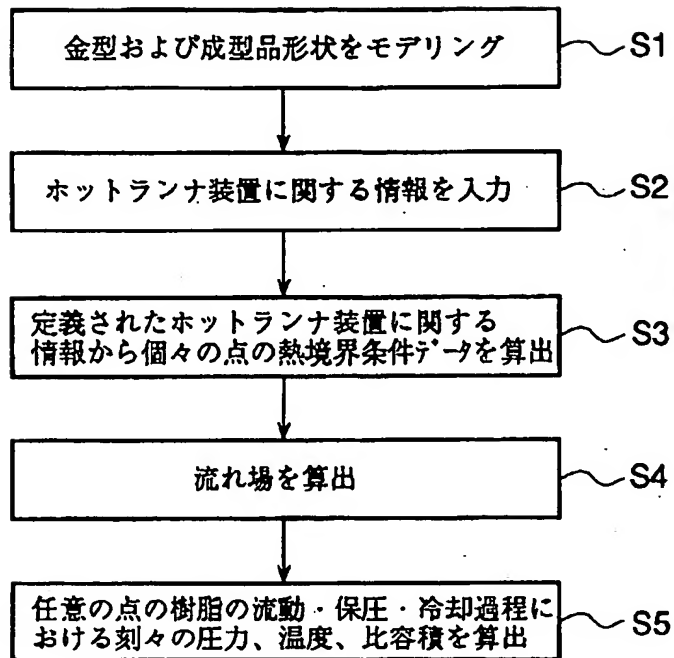 金型および成型品形状をモデリング S1
ホットランナ装置に関する情報を入力 S2
定義されたホットランナ装置に関する
情報から個々の点の熱境界条件データを算出 S3
流れ場を算出 S4
任意の点の樹脂の流動・保圧・冷却過程に
おける刻々の圧力、温度、比容積を算出 S5